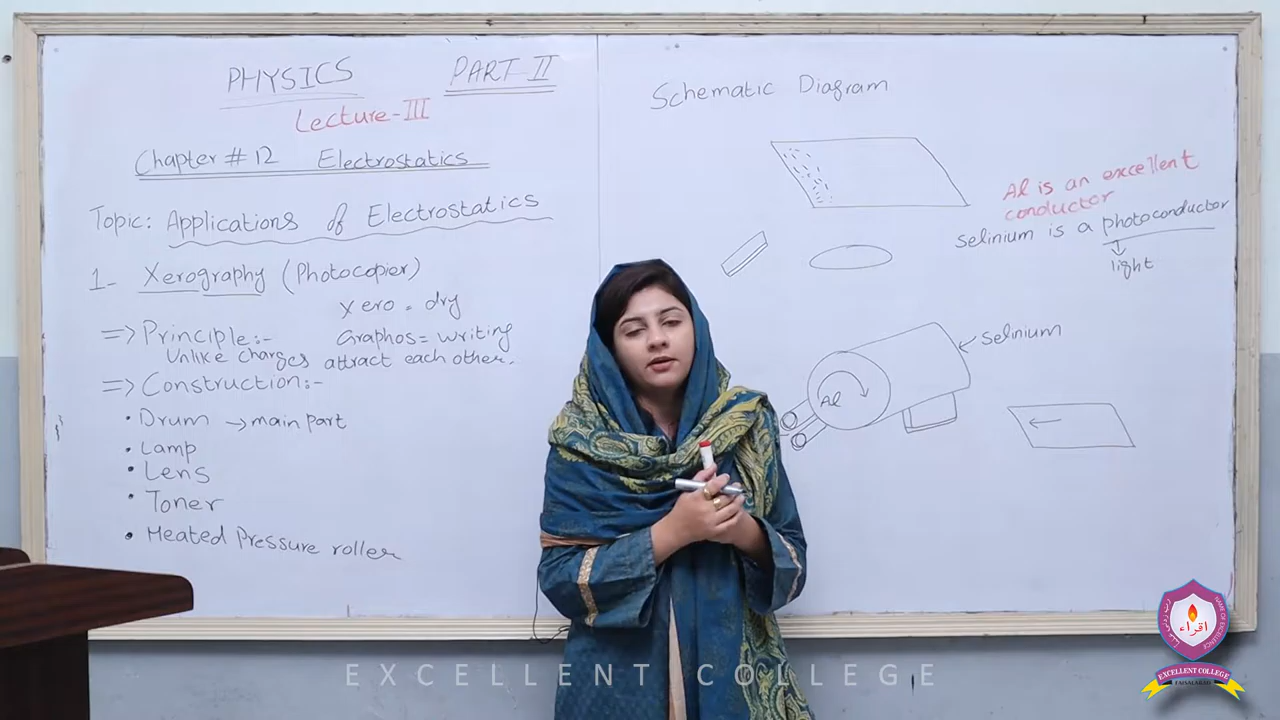 PHYSICS PART-II
Lecture-III
Chapter # 12 Electrostatics
Topic: Applications of Electrostatics
1- Xerography (Photocopier)
Xero = dry
Graphos = writing
=> Principle:-
Unlike charges attract each other.
=> Construction:-
• Drum → main part
• Lamp
• Lens
• Toner
• Heated Pressure roller
Schematic Diagram
Al is an excellent
conductor
selinium is a photoconductor
light
selinium
Al
EXCELLENT COLLEGE
اقراء
EXCELLENT COLLEGE
FAISALABAD